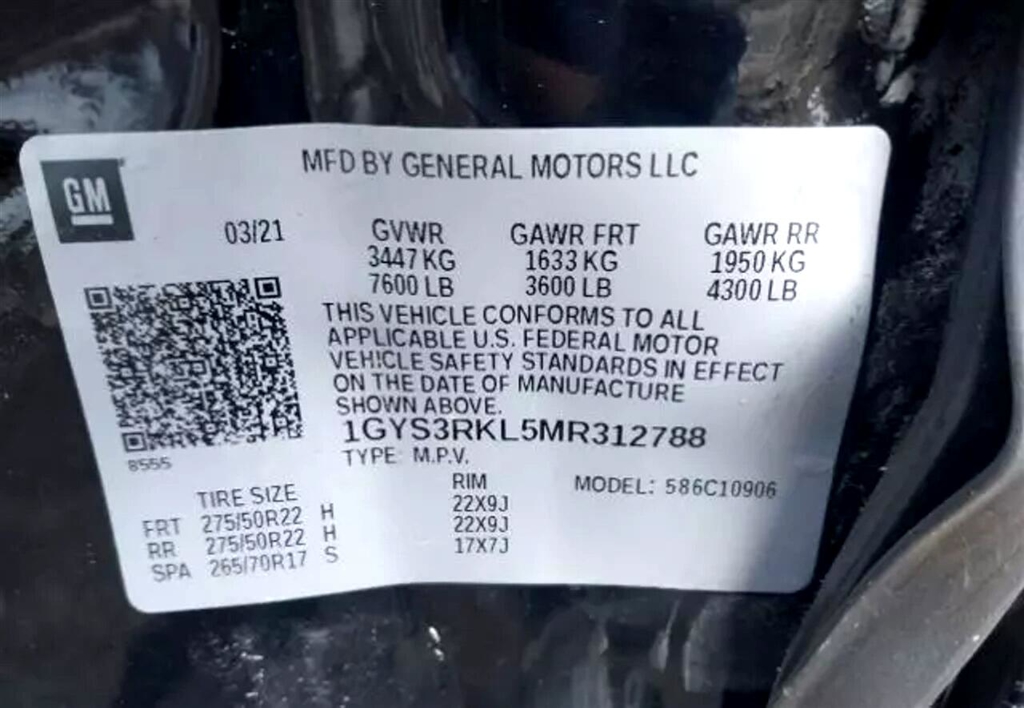 GM
MFD BY GENERAL MOTORS LLC
03/21
GVWR GAWR FRT GAWR RR
3447 KG 1633 KG 1950 KG
7600 LB 3600 LB 4300 LB
THIS VEHICLE CONFORMS TO ALL
APPLICABLE U.S. FEDERAL MOTOR
VEHICLE SAFETY STANDARDS IN EFFECT
ON THE DATE OF MANUFACTURE
SHOWN ABOVE.
1GYS3RKL5MR312788
8555
TYPE: M.P.V.
TIRE SIZE RIM MODEL: 586C10906
FRT 275/50R22 H 22X9J
RR 275/50R22 H 22X9J
SPA 265/70R17 S 17X7J